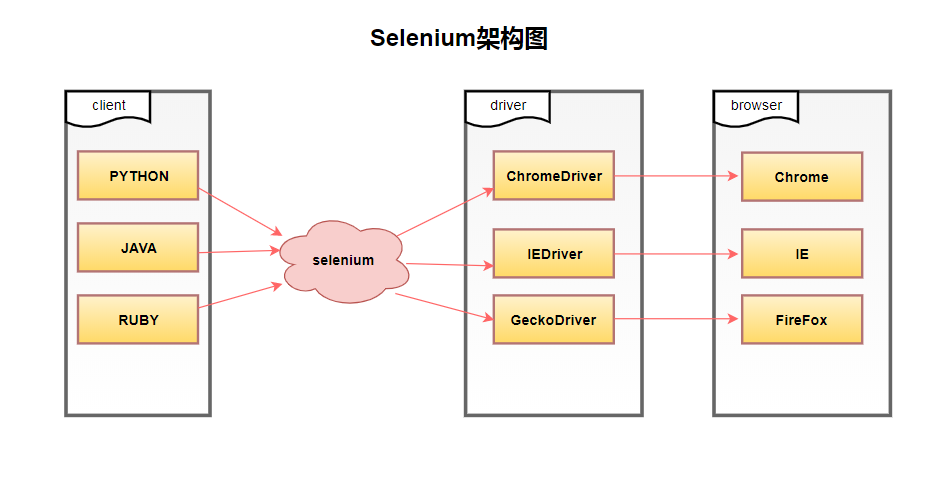 Selenium架构图
client
driver
browser
PYTHON
JAVA
RUBY
selenium
ChromeDriver
IEDriver
GeckoDriver
Chrome
IE
FireFox